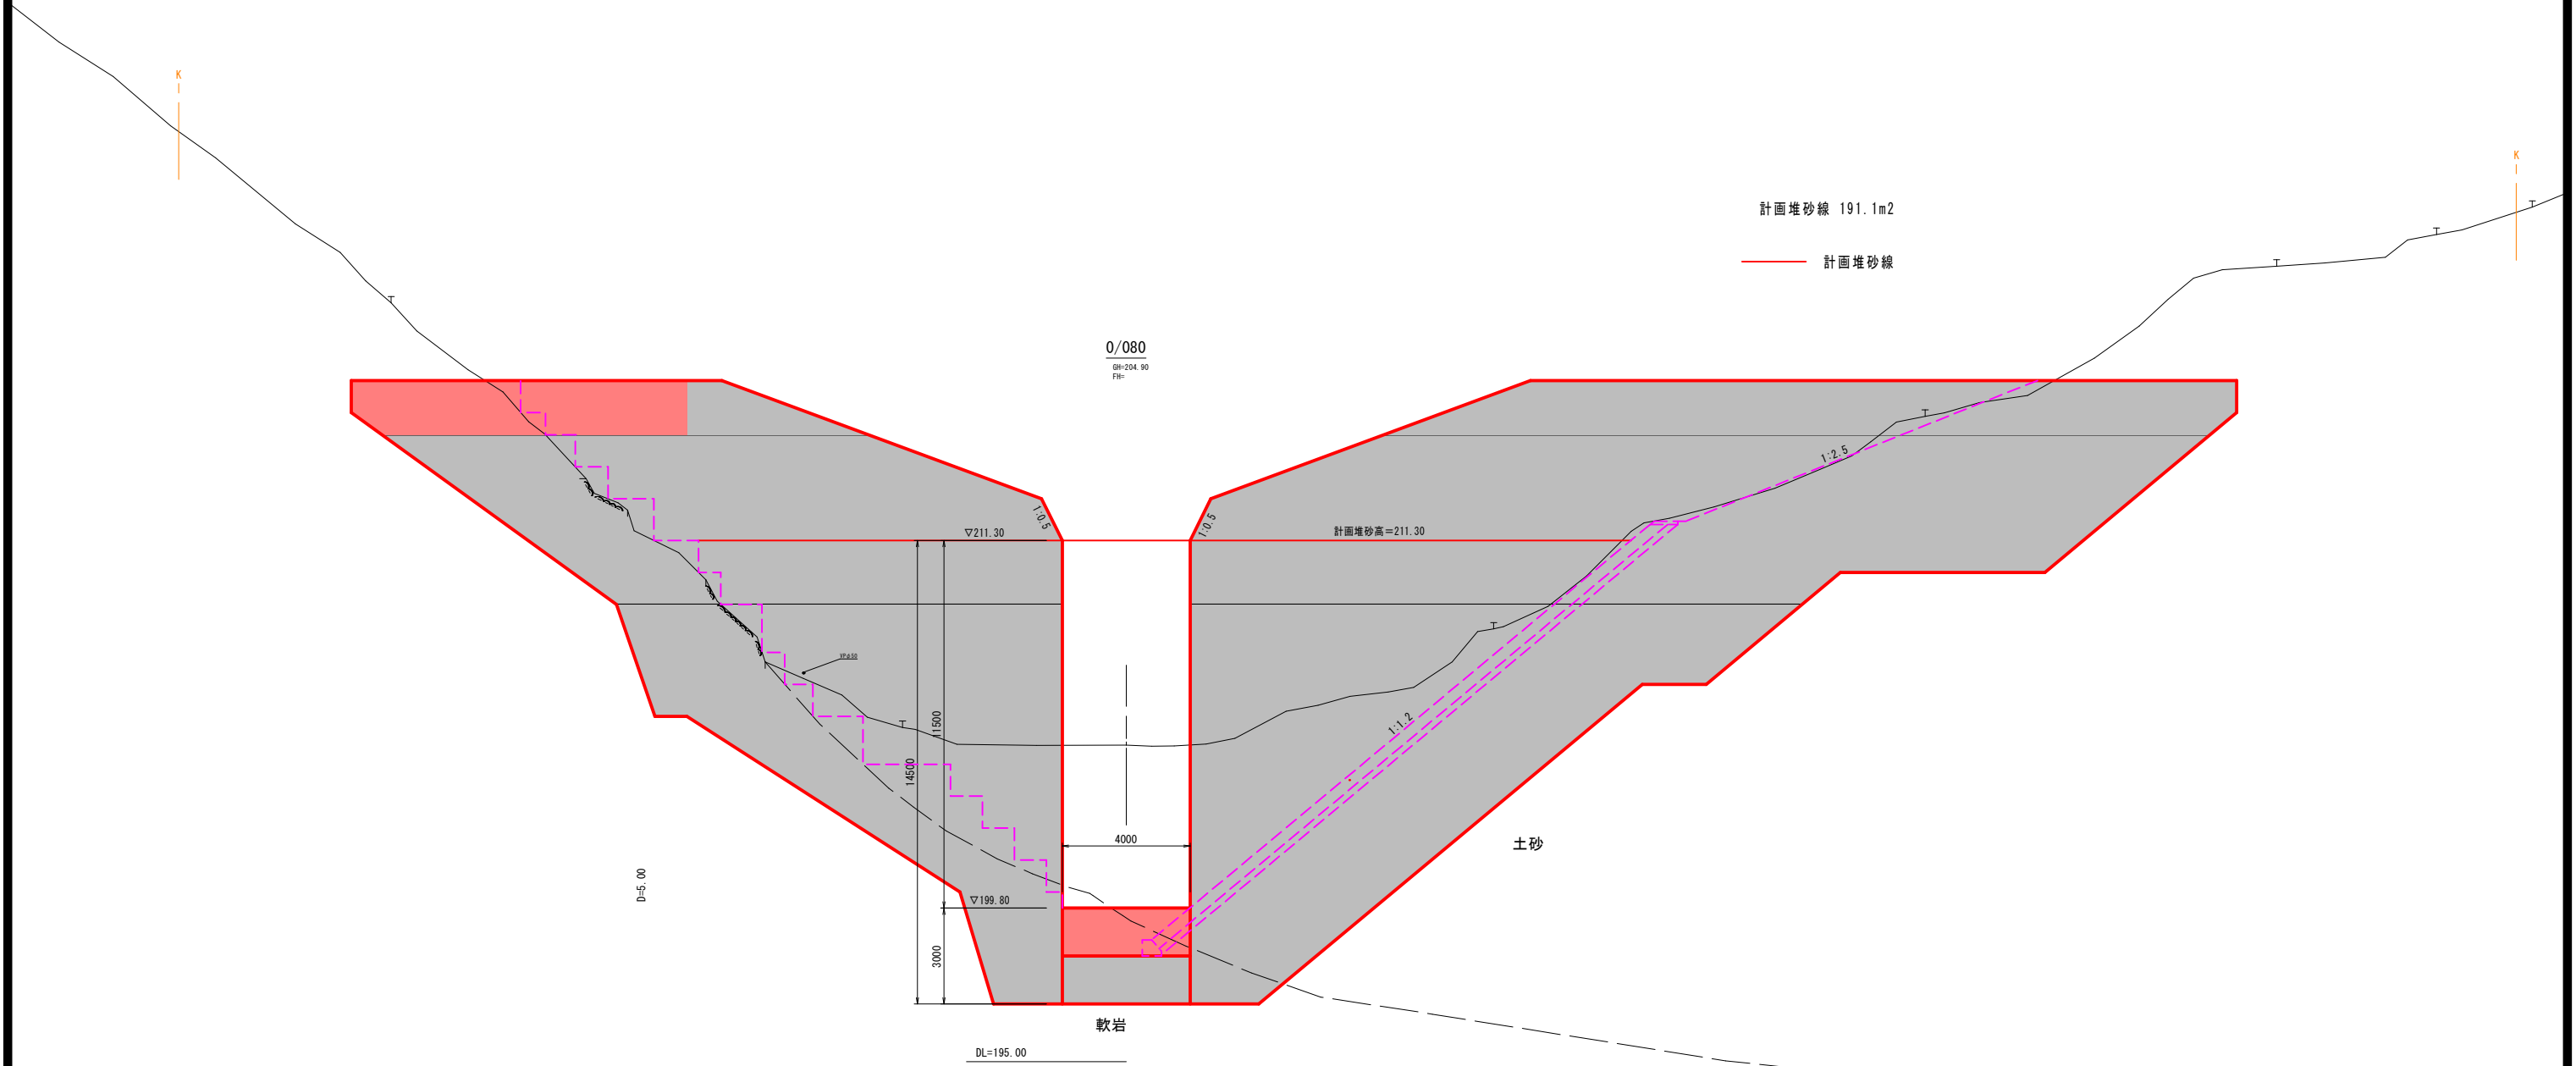 K
K
計画堆砂線 191.1m2
計画堆砂線
0/080
GH=204.90
FH=
1:2.5
1:0.5
1:0.5
▽211.30
計画堆砂高=211.30
VPφ50
11500
14500
1:1.2
4000
土砂
D=5.00
▽199.80
3000
軟岩
DL=195.00